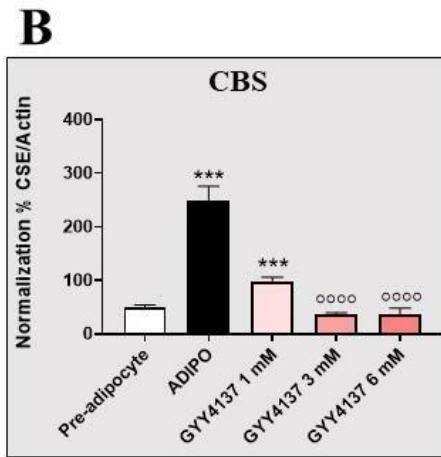 B
CBS
Normalization % CSE/Actin
400
300
200
100
0
***
***
°°°°
°°°°
Pre-adipocyte
ADIPO
GYY4137 1 mM
GYY4137 3 mM
GYY4137 6 mM